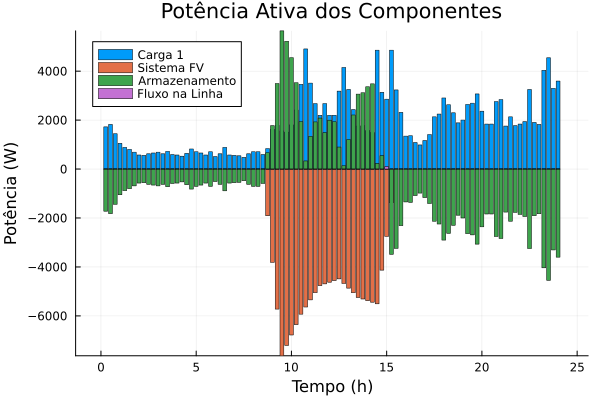 Potência Ativa dos Componentes
Carga 1
Sistema FV
Armazenamento
Fluxo na Linha
4000
2000
0
−2000
−4000
−6000
Potência (W)
0 5 10 15 20 25
Tempo (h)